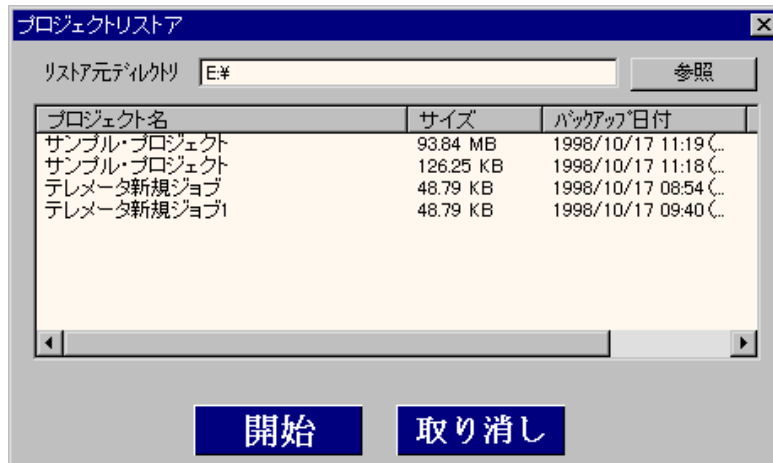 プロジェクトリストア
ﾘｽﾄｱ元ﾃﾞｨﾚｸﾄﾘ E:¥ 参照
プロジェクト名 サイズ ﾊﾞｯｸｱｯﾌﾟ日付
サンプル・プロジェクト 93.84 MB 1998/10/17 11:19 (...
サンプル・プロジェクト 126.25 KB 1998/10/17 11:18 (...
テレメータ新規ジョブ 48.79 KB 1998/10/17 08:54 (...
テレメータ新規ジョブ1 48.79 KB 1998/10/17 09:40 (...
開始 取り消し